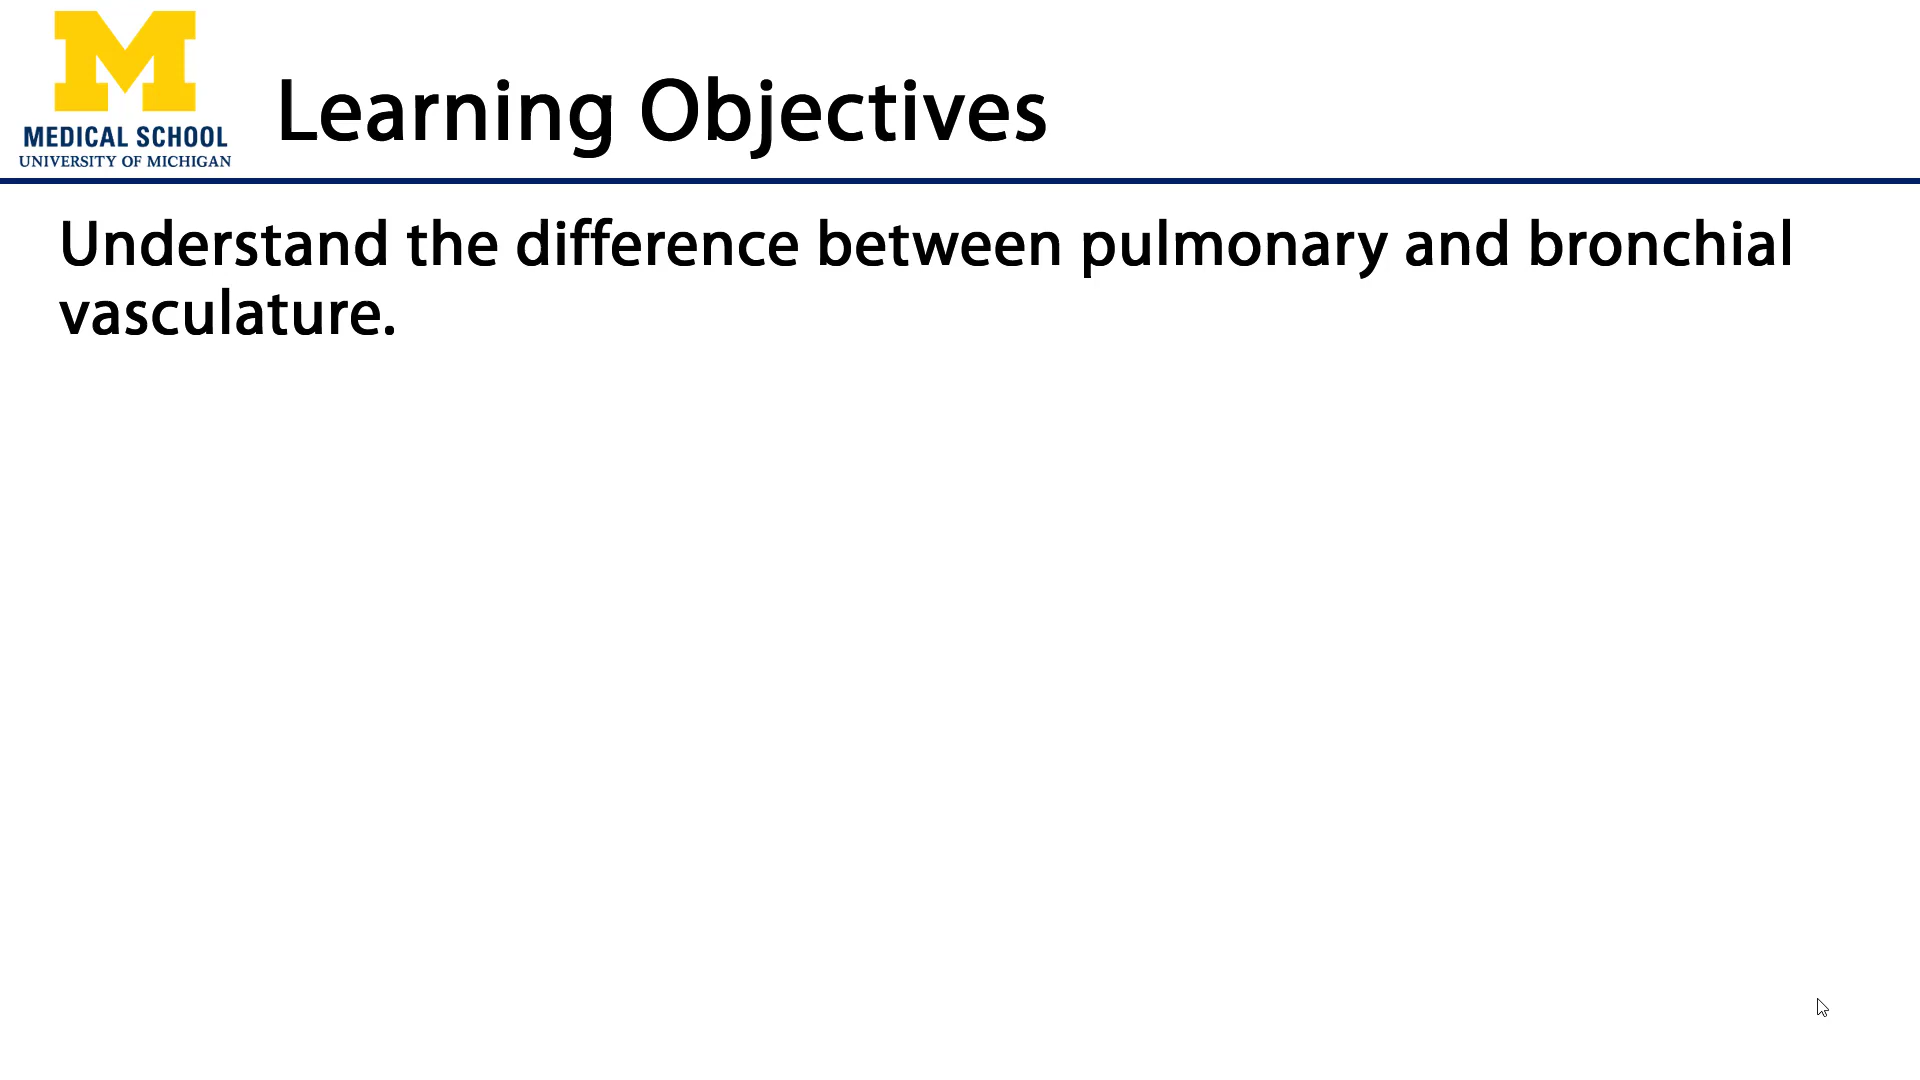 MEDICAL SCHOOL
UNIVERSITY OF MICHIGAN
Learning Objectives
Understand the difference between pulmonary and bronchial
vasculature.